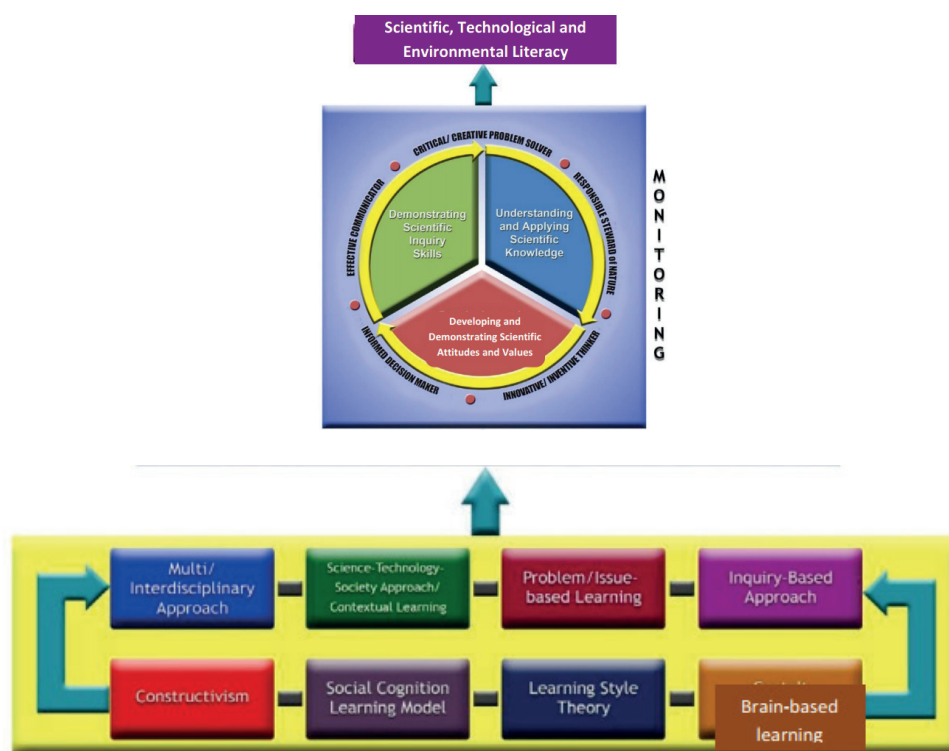 Scientific, Technological and
Environmental Literacy
CRITICAL/ CREATIVE PROBLEM SOLVER
RESPONSIBLE STEWARD of NATURE
INNOVATIVE/ INVENTIVE THINKER
INFORMED DECISION MAKER
EFFECTIVE COMMUNICATOR
Demonstrating
Scientific
Inquiry
Skills
Understanding
and Applying
Scientific
Knowledge
Developing and
Demonstrating Scientific
Attitudes and Values
MONITORING
Multi/
Interdisciplinary
Approach
Science-Technology-
Society Approach/
Contextual Learning
Problem/Issue-
based Learning
Inquiry-Based
Approach
Constructivism
Social Cognition
Learning Model
Learning Style
Theory
Brain-based
learning